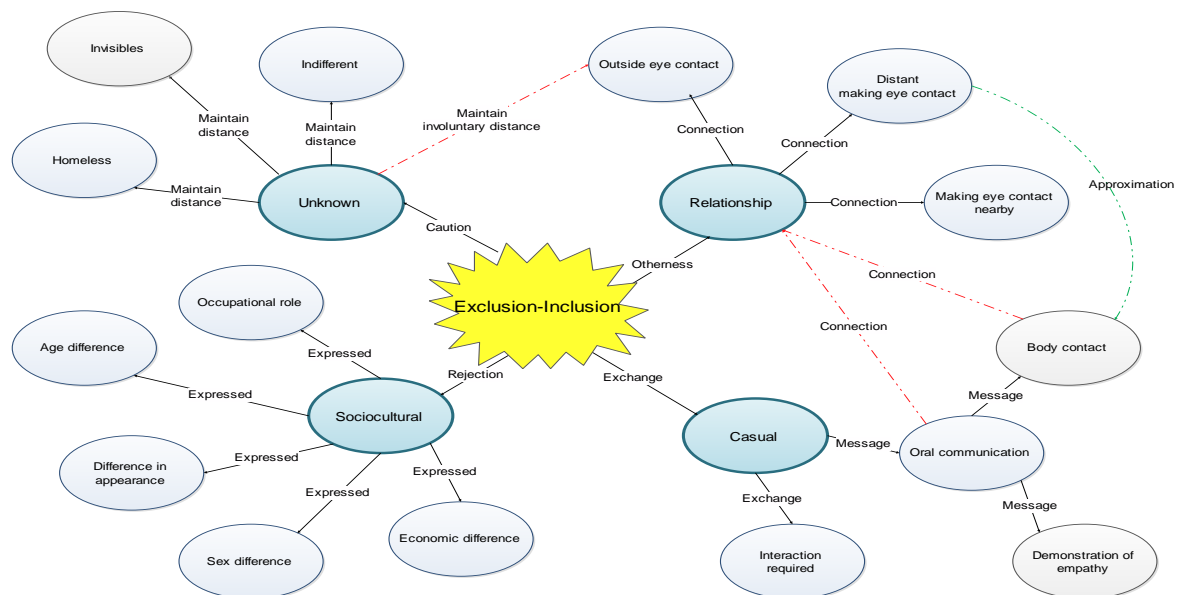 Invisibles
Indifferent
Outside eye contact
Distant
making eye contact
Maintain
distance
Maintain
distance
Maintain
involuntary distance
Connection
Connection
Homeless
Maintain
distance
Unknown
Relationship
Connection
Making eye contact
nearby
Approximation
Caution
Otherness
Connection
Occupational role
Exclusion-Inclusion
Connection
Age difference
Expressed
Body contact
Rejection
Exchange
Expressed
Message
Sociocultural
Casual
Message
Oral communication
Expressed
Difference in
appearance
Expressed
Expressed
Exchange
Message
Economic difference
Sex difference
Interaction
required
Demonstration of
empathy